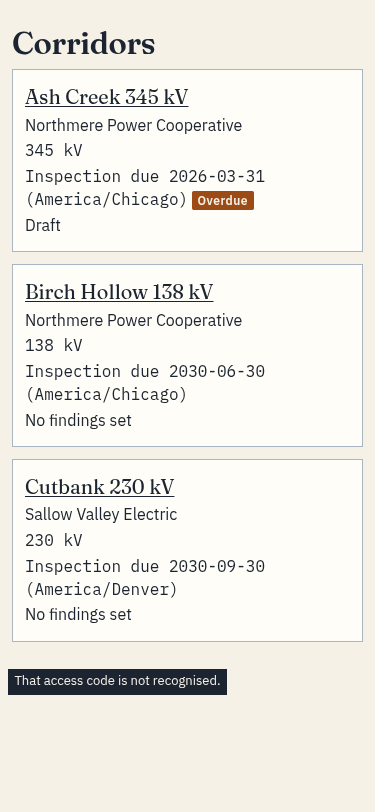 Corridors
Ash Creek 345 kV
Northmere Power Cooperative
345 kV
Inspection due 2026-03-31
(America/Chicago) Overdue
Draft
Birch Hollow 138 kV
Northmere Power Cooperative
138 kV
Inspection due 2030-06-30
(America/Chicago)
No findings set
Cutbank 230 kV
Sallow Valley Electric
230 kV
Inspection due 2030-09-30
(America/Denver)
No findings set
That access code is not recognised.